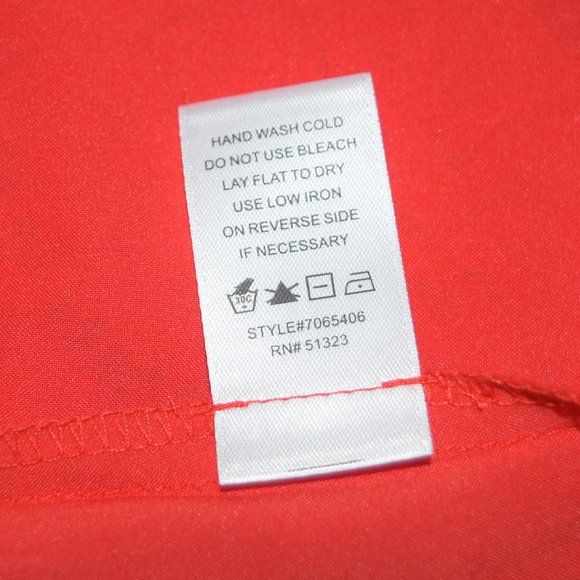 HAND WASH COLD
DO NOT USE BLEACH
LAY FLAT TO DRY
USE LOW IRON
ON REVERSE SIDE
IF NECESSARY
30C
STYLE#7065406
RN# 51323